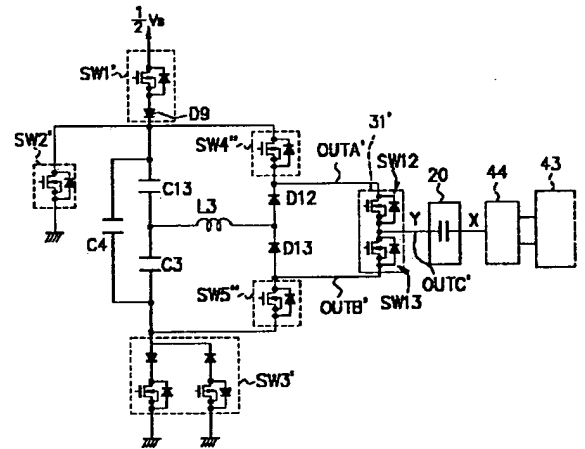 1/2 Vs
SW1'
D9
SW2'
SW4''
OUTA'
31'
SW12
20
44
43
C13
L3
D12
Y
X
C4
D13
C3
OUTC'
SW5''
OUTB'
SW13
SW3'